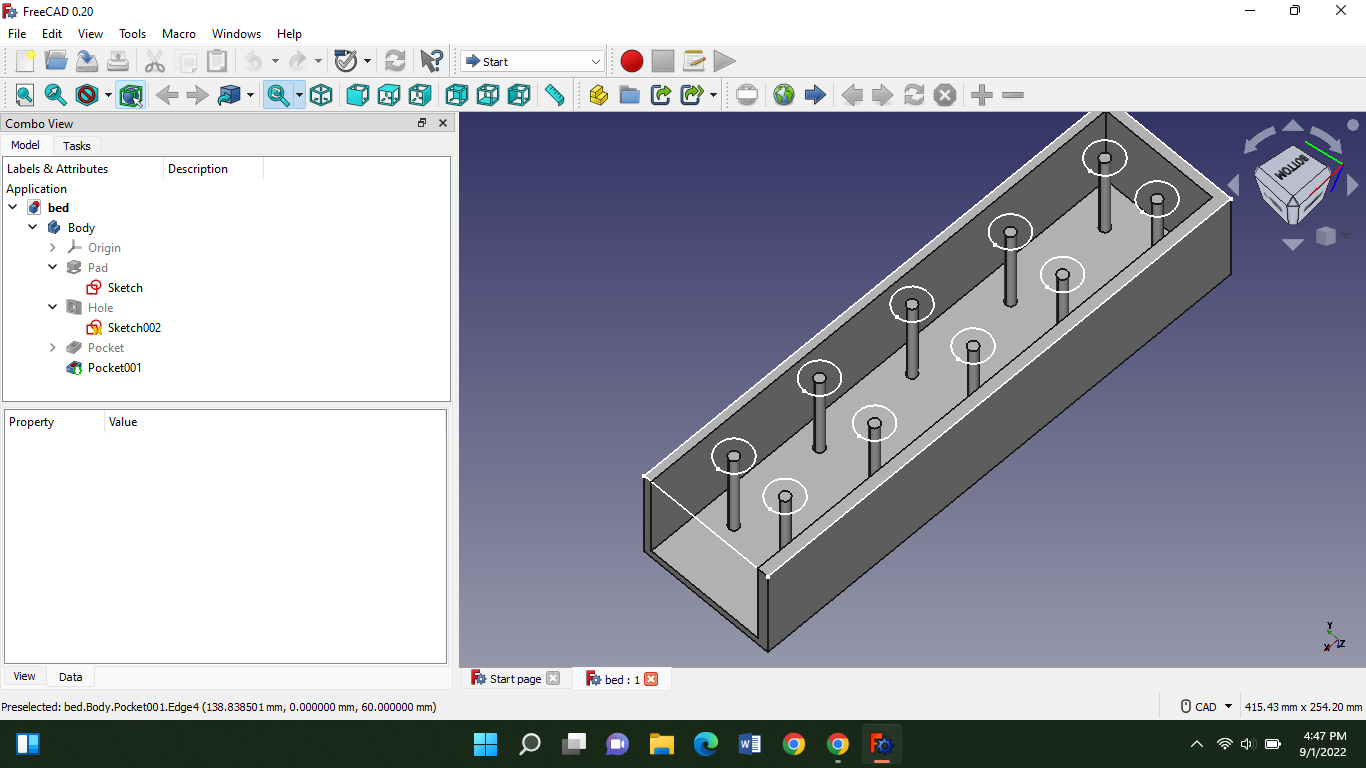 FreeCAD 0.20
File Edit View Tools Macro Windows Help
Start
Combo View
Model Tasks
Labels & Attributes Description
Application
bed
Body
Origin
Pad
Sketch
Hole
Sketch002
Pocket
Pocket001
Property Value
View Data
BOTTOM
Y
X Z
Start page
bed : 1
Preselected: bed.Body.Pocket001.Edge4 (138.838501 mm, 0.000000 mm, 60.000000 mm)
CAD
415.43 mm x 254.20 mm
4:47 PM
9/1/2022